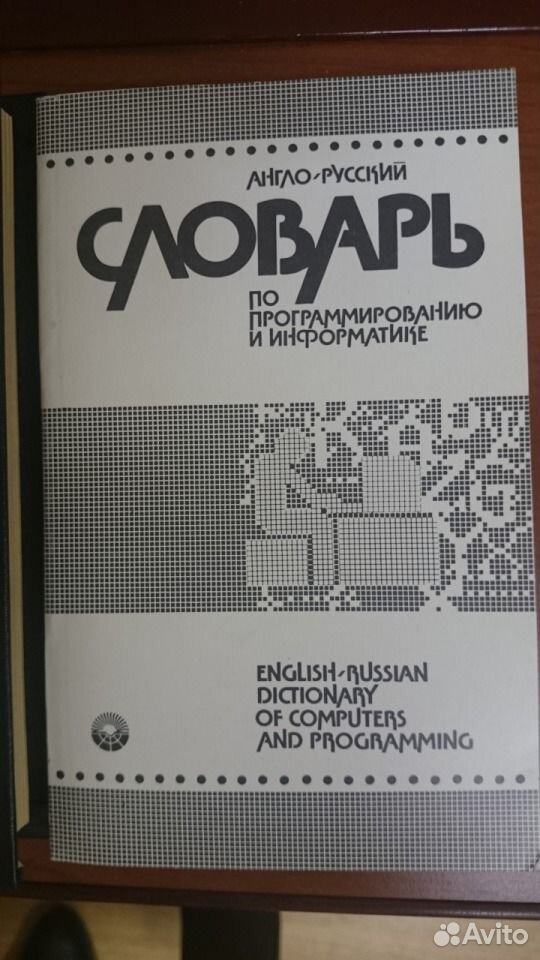 АНГЛО-РУССКИЙ
СЛОВАРЬ
ПО
ПРОГРАММИРОВАНИЮ
И ИНФОРМАТИКЕ
ENGLISH-RUSSIAN
DICTIONARY
OF COMPUTERS
AND PROGRAMMING
Avito